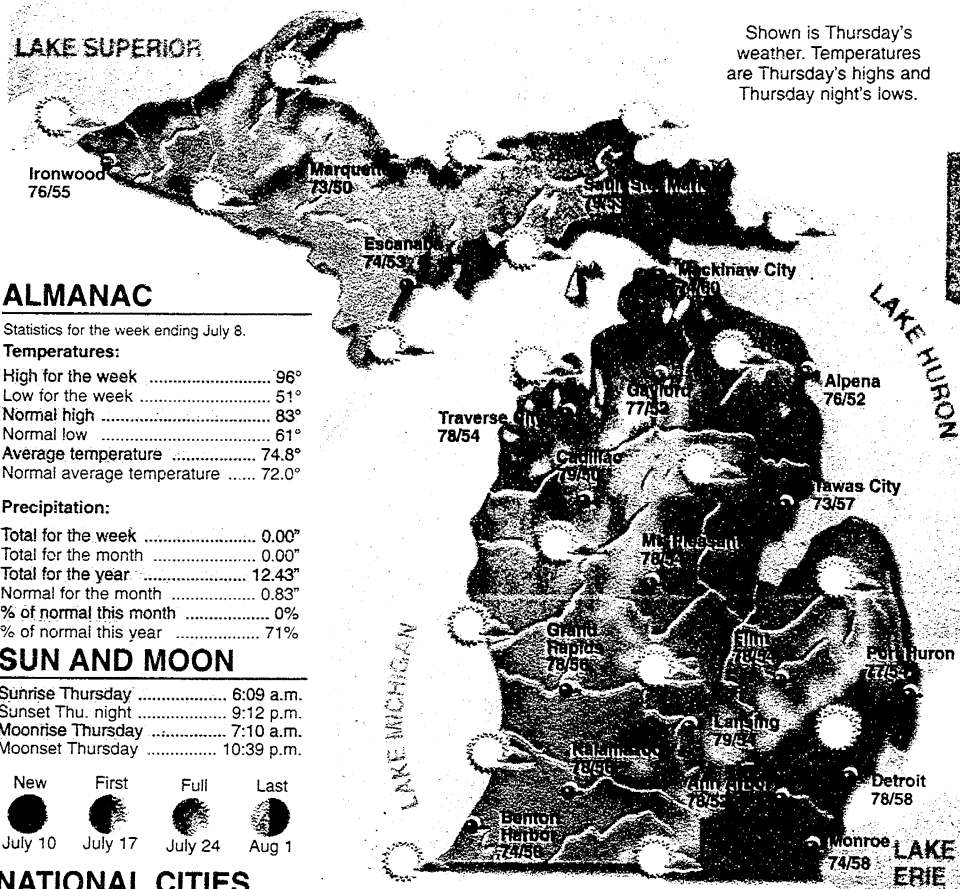 LAKE SUPERIOR
Shown is Thursday's
weather. Temperatures
are Thursday's highs and
Thursday night's lows.
Ironwood
76/55
Marquette
73/50
Sault Ste. Marie
Escanaba
74/53
Mackinaw City
LAKE HURON
ALMANAC
Statistics for the week ending July 8.
Temperatures:
High for the week ........................ 96°
Low for the week ......................... 51°
Normal high ............................... 83°
Normal low ................................ 61°
Average temperature ................ 74.8°
Normal average temperature ...... 72.0°
Precipitation:
Total for the week ..................... 0.00"
Total for the month .................... 0.00"
Total for the year ..................... 12.43"
Normal for the month ................. 0.83"
% of normal this month ................ 0%
% of normal this year ................. 71%
Gaylord
77/52
Alpena
76/52
Traverse City
78/54
Cadillac
Tawas City
73/57
Mt. Pleasant
Grand
Rapids
Flint
Port Huron
LAKE MICHIGAN
Lansing
79/54
Kalamazoo
Ann Arbor
Detroit
78/58
Benton
Harbor
Monroe
74/58
LAKE
ERIE
SUN AND MOON
Sunrise Thursday .................. 6:09 a.m.
Sunset Thu. night .................. 9:12 p.m.
Moonrise Thursday ............... 7:10 a.m.
Moonset Thursday .............. 10:39 p.m.
New First Full Last
July 10 July 17 July 24 Aug 1
NATIONAL CITIES